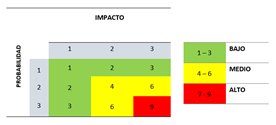 IMPACTO
PROBABILIDAD
1 2 3
1 1 2 3
2 2 4 6
3 3 6 9
1 – 3 BAJO
4 – 6 MEDIO
7 - 9 ALTO